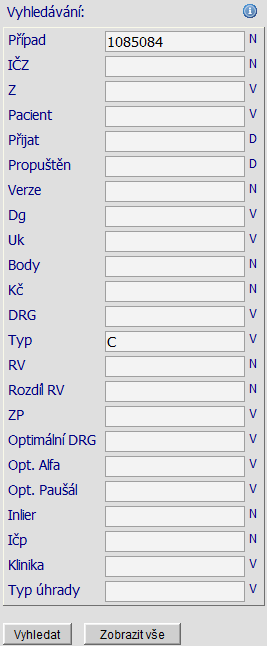 Vyhledávání: i
Případ 1085084 N
IČZ N
Z V
Pacient V
Přijat D
Propuštěn D
Verze N
Dg V
Uk V
Body N
Kč N
DRG V
Typ C V
RV N
Rozdíl RV N
ZP V
Optimální DRG V
Opt. Alfa V
Opt. Paušál V
Inlier N
Ičp N
Klinika V
Typ úhrady V
Vyhledat Zobrazit vše